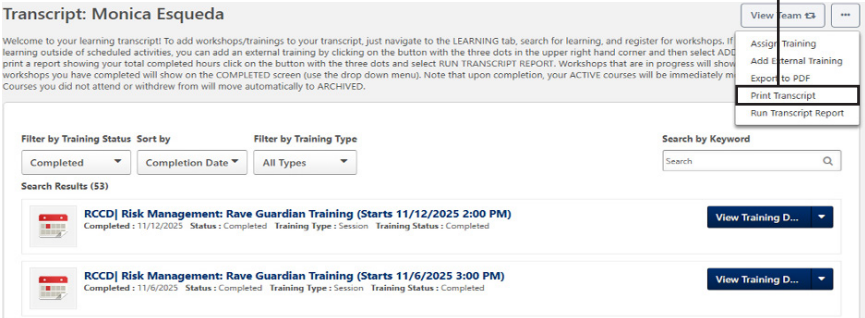 Transcript: Monica Esqueda
View Team
Welcome to your learning transcript! To add workshops/trainings to your transcript, just navigate to the LEARNING tab, search for learning, and register for workshops. If
learning outside of scheduled activities, you can add an external training by clicking on the button with the three dots in the upper right hand corner and select ADD
print a report showing your total completed hours click on the button with the three dots and select RUN TRANSCRIPT REPORT. Workshops that are in progress will show
workshops you have completed will show on the COMPLETED screen (use the drop down menu). Note that upon completion, your ACTIVE courses will be immediately m
Courses you did not attend or withdrew from will move automatically to ARCHIVED.
Assign Training
Add External Training
Export to PDF
Print Transcript
Run Transcript Report
Filter by Training Status Sort by Filter by Training Type Search by Keyword
Completed Completion Date All Types Search
Search Results (53)
RCCD| Risk Management: Rave Guardian Training (Starts 11/12/2025 2:00 PM)
Completed : 11/12/2025 Status : Completed Training Type : Session Training Status : Completed
View Training D...
RCCD| Risk Management: Rave Guardian Training (Starts 11/6/2025 3:00 PM)
Completed : 11/6/2025 Status : Completed Training Type : Session Training Status : Completed
View Training D...